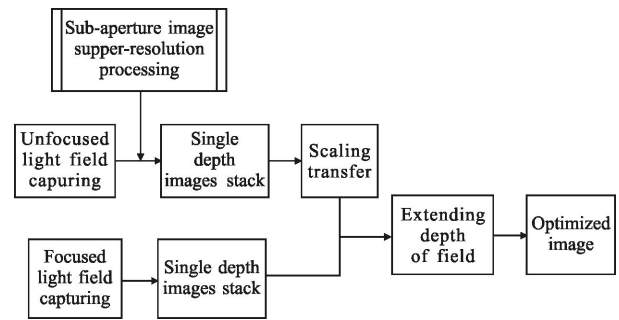 Sub-aperture image
supper-resolution
processing
Unfocused
light field
capuring
Single
depth
images stack
Scaling
transfer
Extending
depth
of field
Optimized
image
Focused
light field
capturing
Single depth
images stack